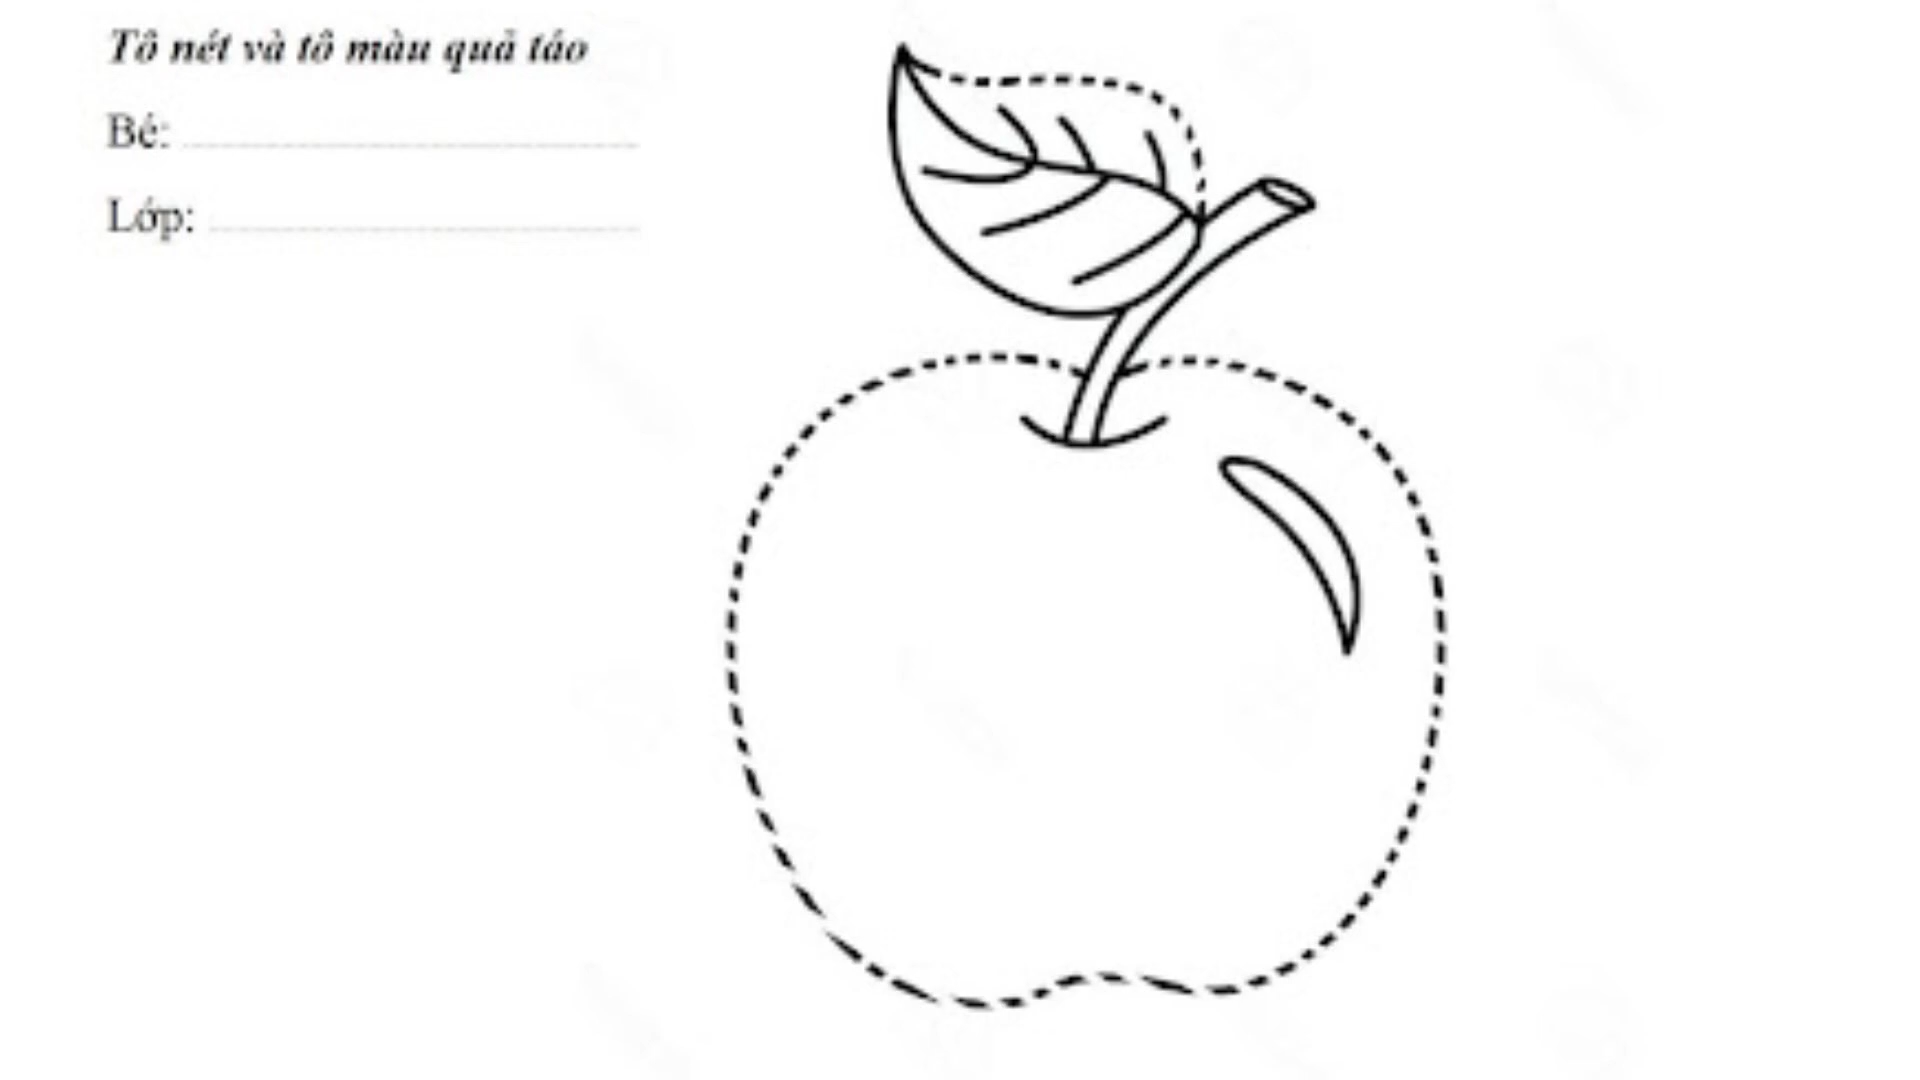 Tô nét và tô màu quả táo
Bé:
Lớp: